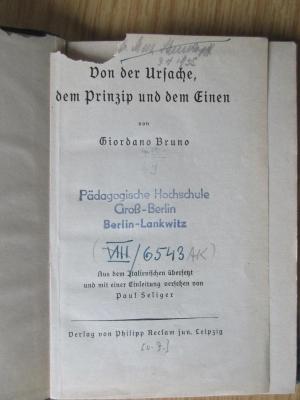 Von der Ursache,
dem Prinzip und dem Einen
von
Giordano Bruno
Pädagogische Hochschule
Groß-Berlin
Berlin-Lankwitz
(VIII/6543 AK)
Aus dem Italienischen übersetzt
und mit einer Einleitung versehen von
Paul Seliger
Verlag von Philipp Reclam jun. Leipzig
[o. J.]